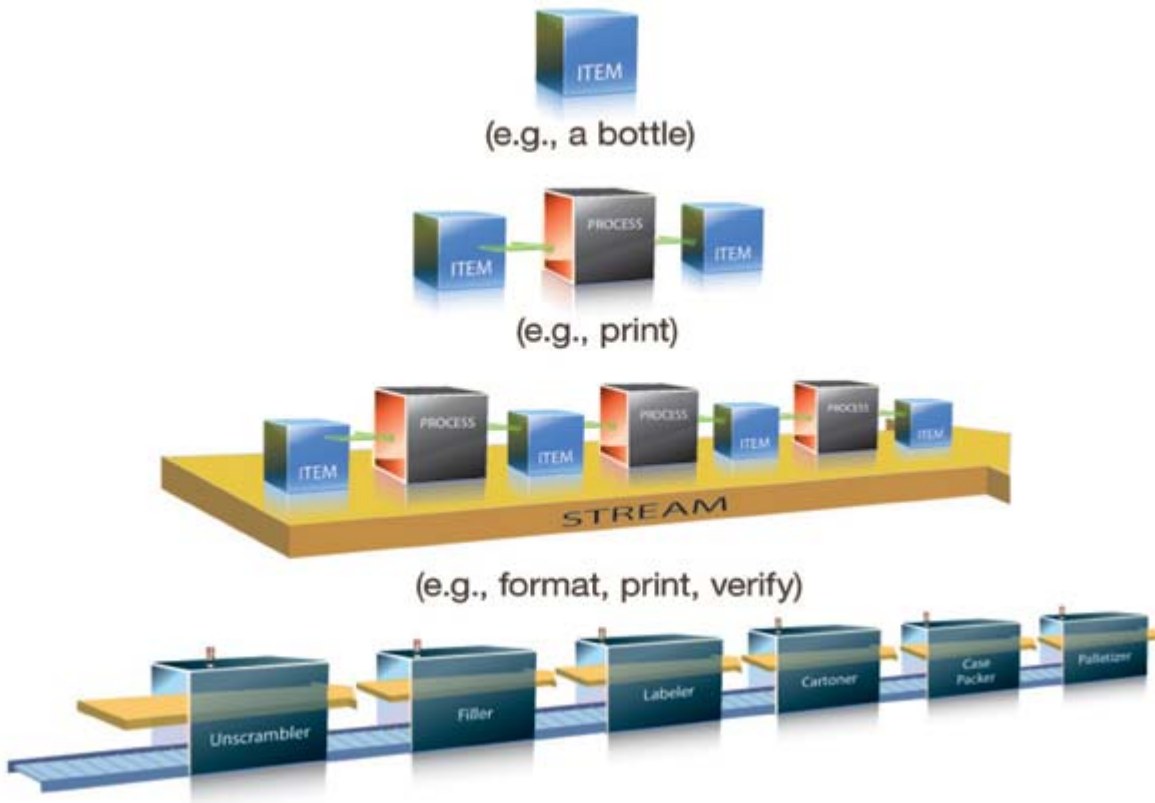 ITEM
(e.g., a bottle)
ITEM PROCESS ITEM
(e.g., print)
ITEM PROCESS ITEM PROCESS ITEM PROCESS ITEM
STREAM
(e.g., format, print, verify)
Unscrambler Filler Labeler Cartoner Case Packer Palletizer